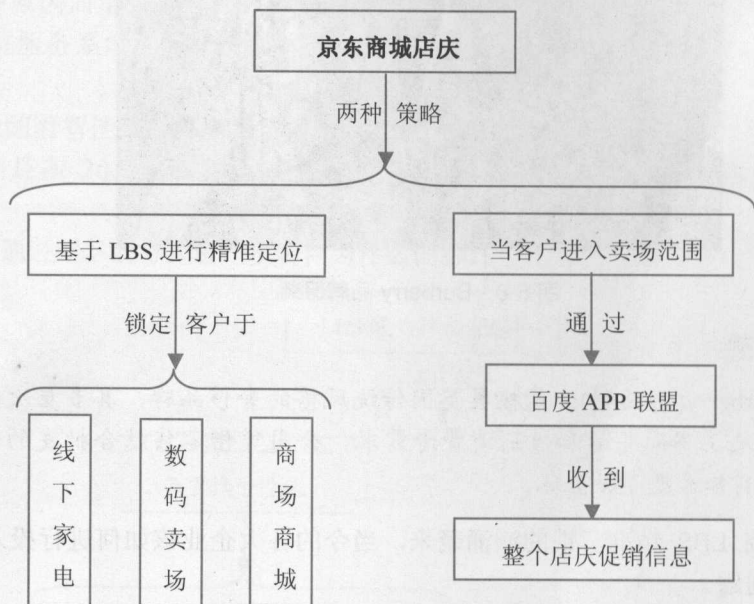 京东商城店庆
两种 策略
基于 LBS 进行精准定位
当客户进入卖场范围
锁定 客户于
通 过
线下家电
数码卖场
商场商城
百度 APP 联盟
收 到
整个店庆促销信息